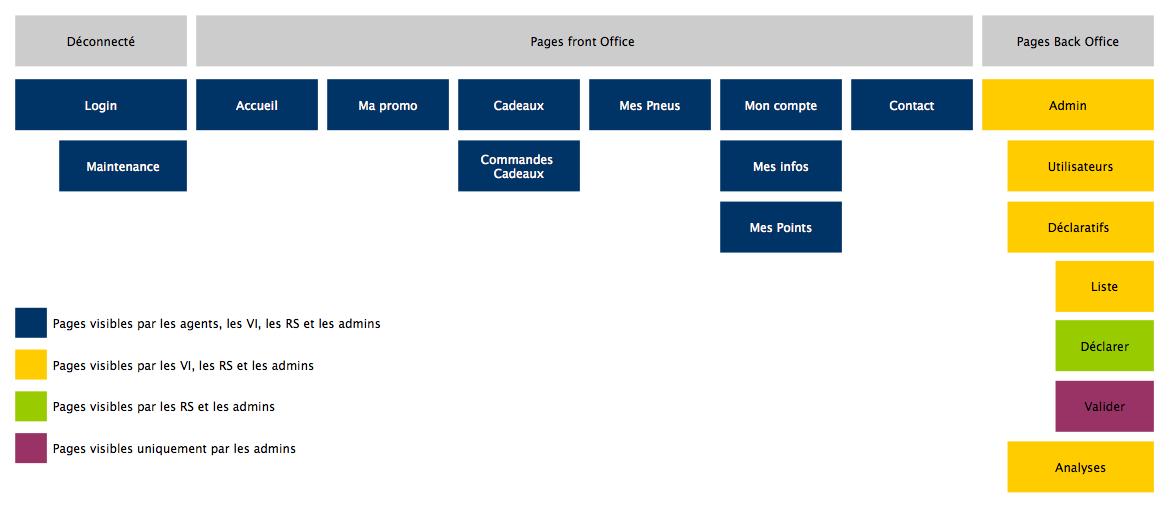 Déconnecté
Pages front Office
Pages Back Office
Login
Accueil
Ma promo
Cadeaux
Mes Pneus
Mon compte
Contact
Admin
Maintenance
Commandes
Cadeaux
Mes infos
Utilisateurs
Mes Points
Déclaratifs
Liste
Déclarer
Valider
Analyses
Pages visibles par les agents, les VI, les RS et les admins
Pages visibles par les VI, les RS et les admins
Pages visibles par les RS et les admins
Pages visibles uniquement par les admins